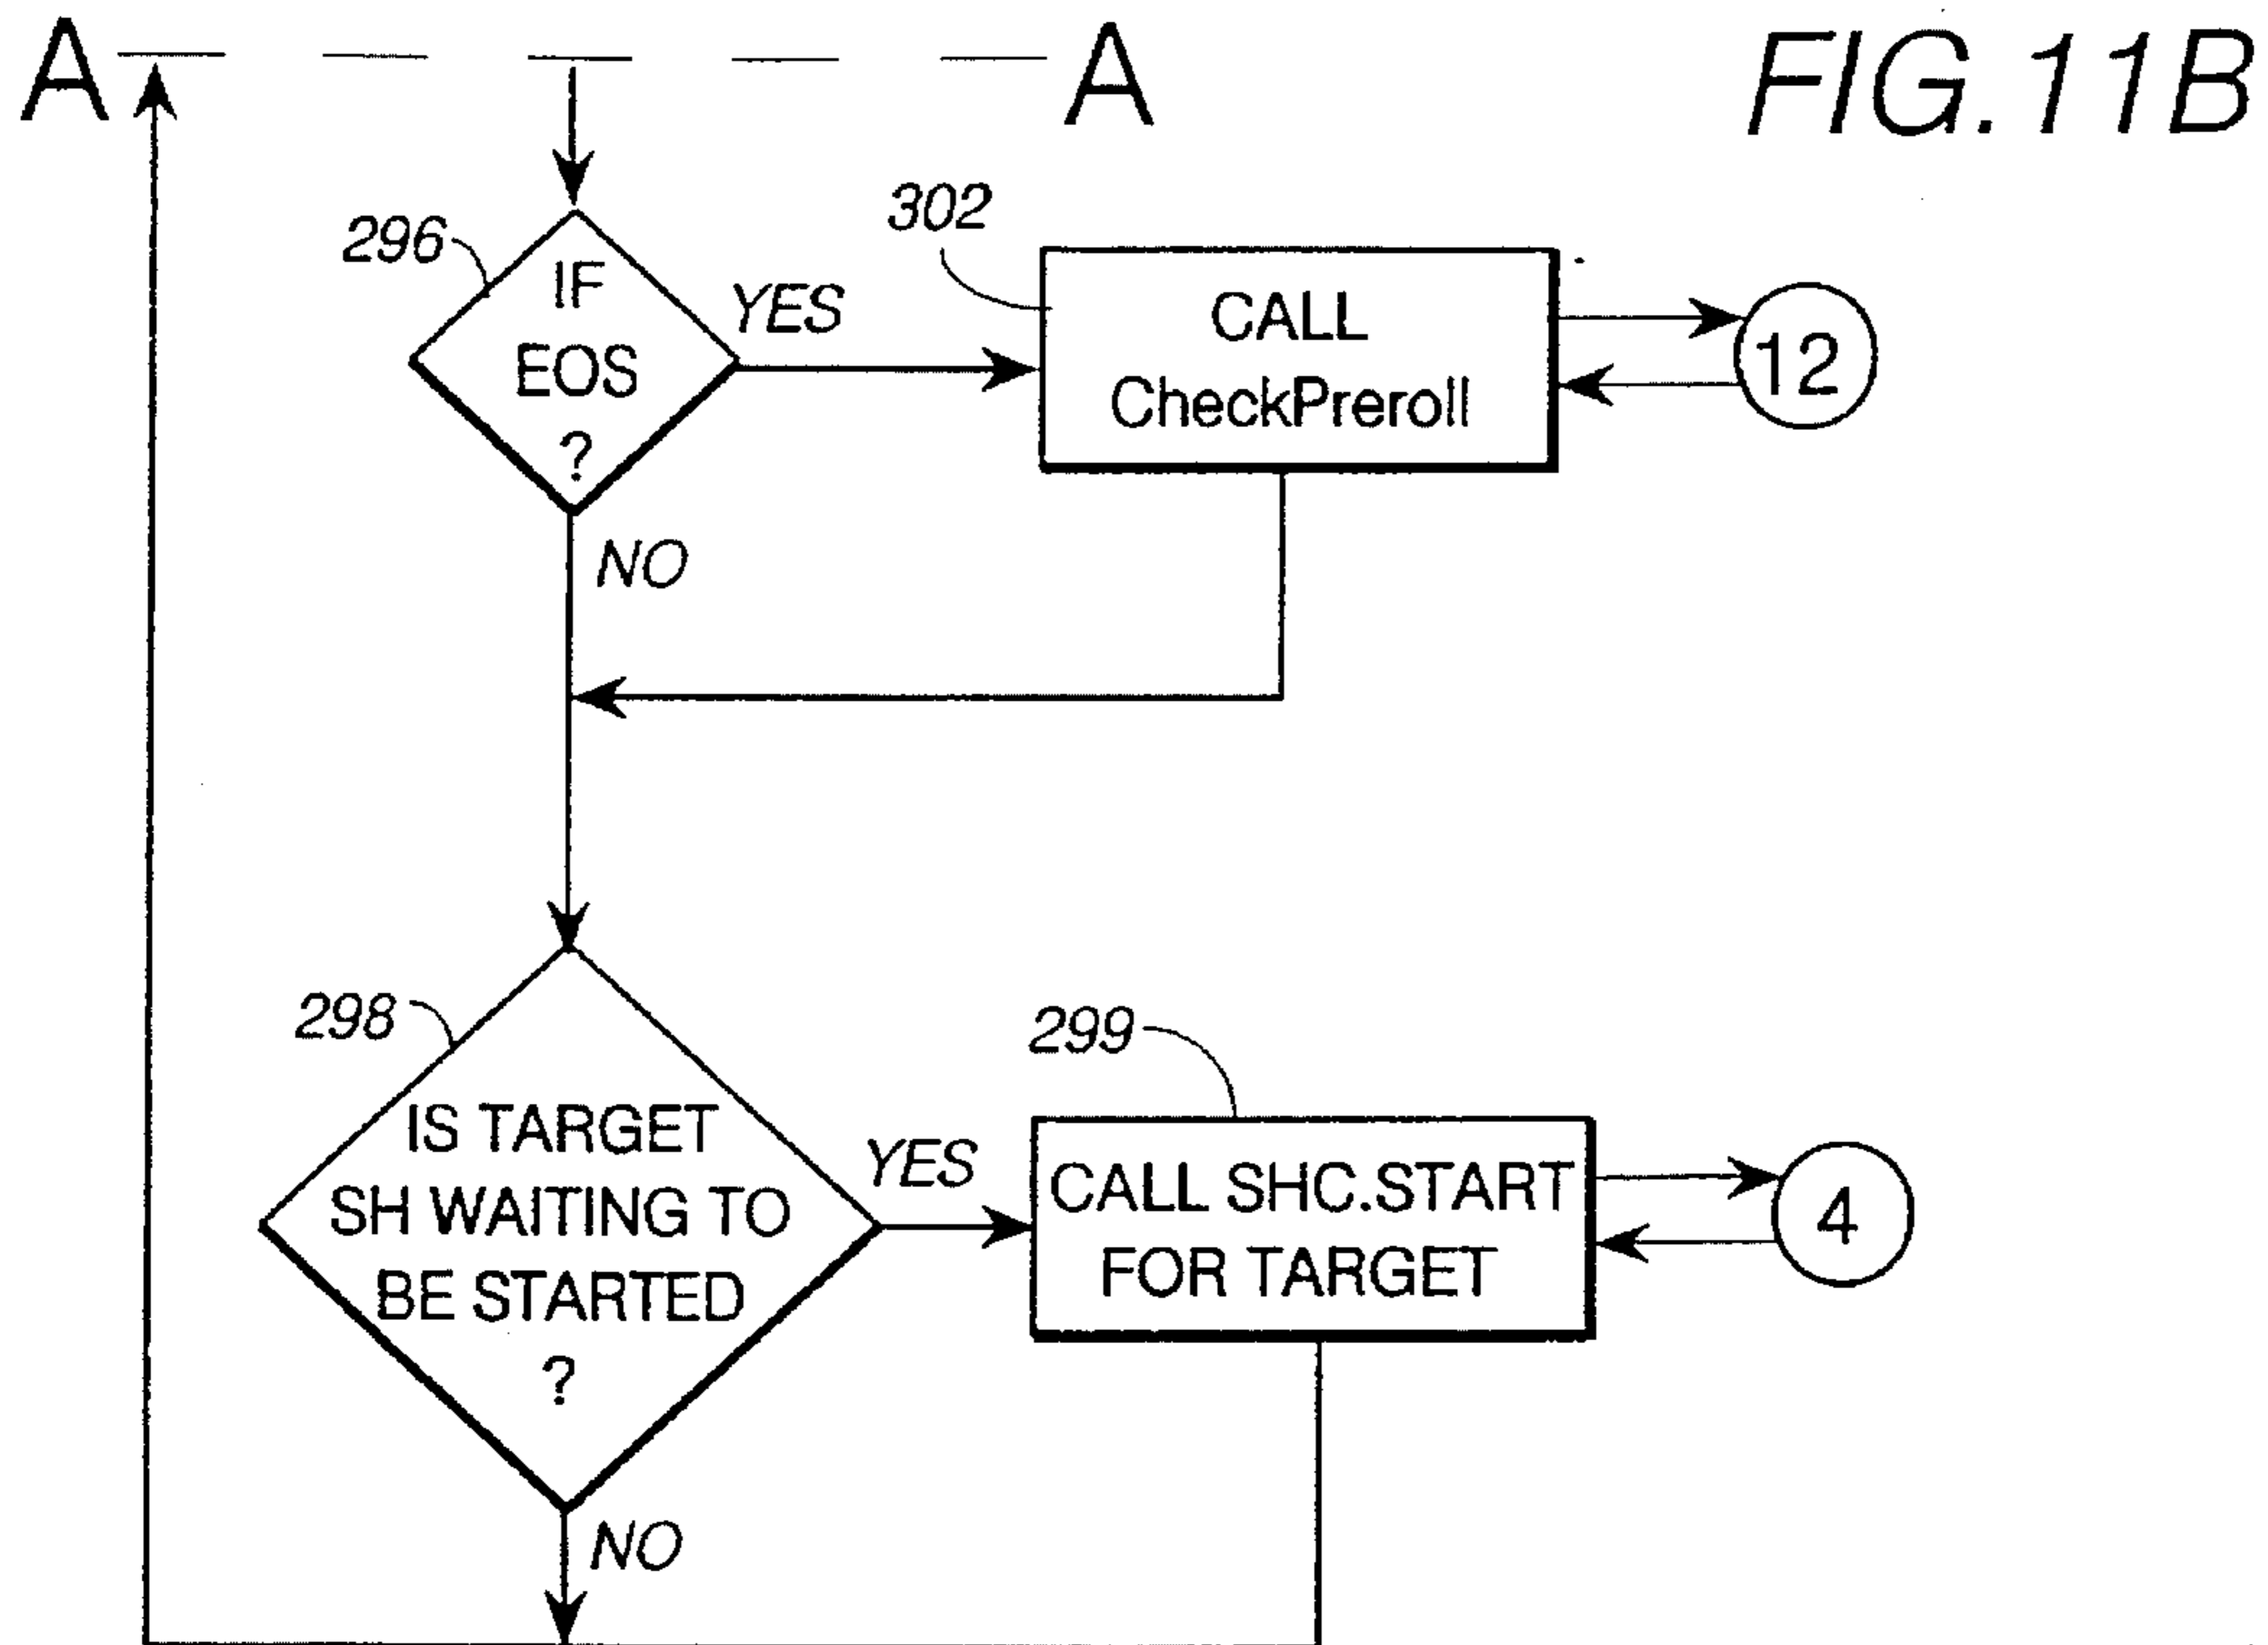 A A
FIG. 11B
296
IF
EOS
?
YES
302
CALL
CheckPreroll
12
NO
298
IS TARGET
SH WAITING TO
BE STARTED
?
YES
299
CALL SHC.START
FOR TARGET
4
NO